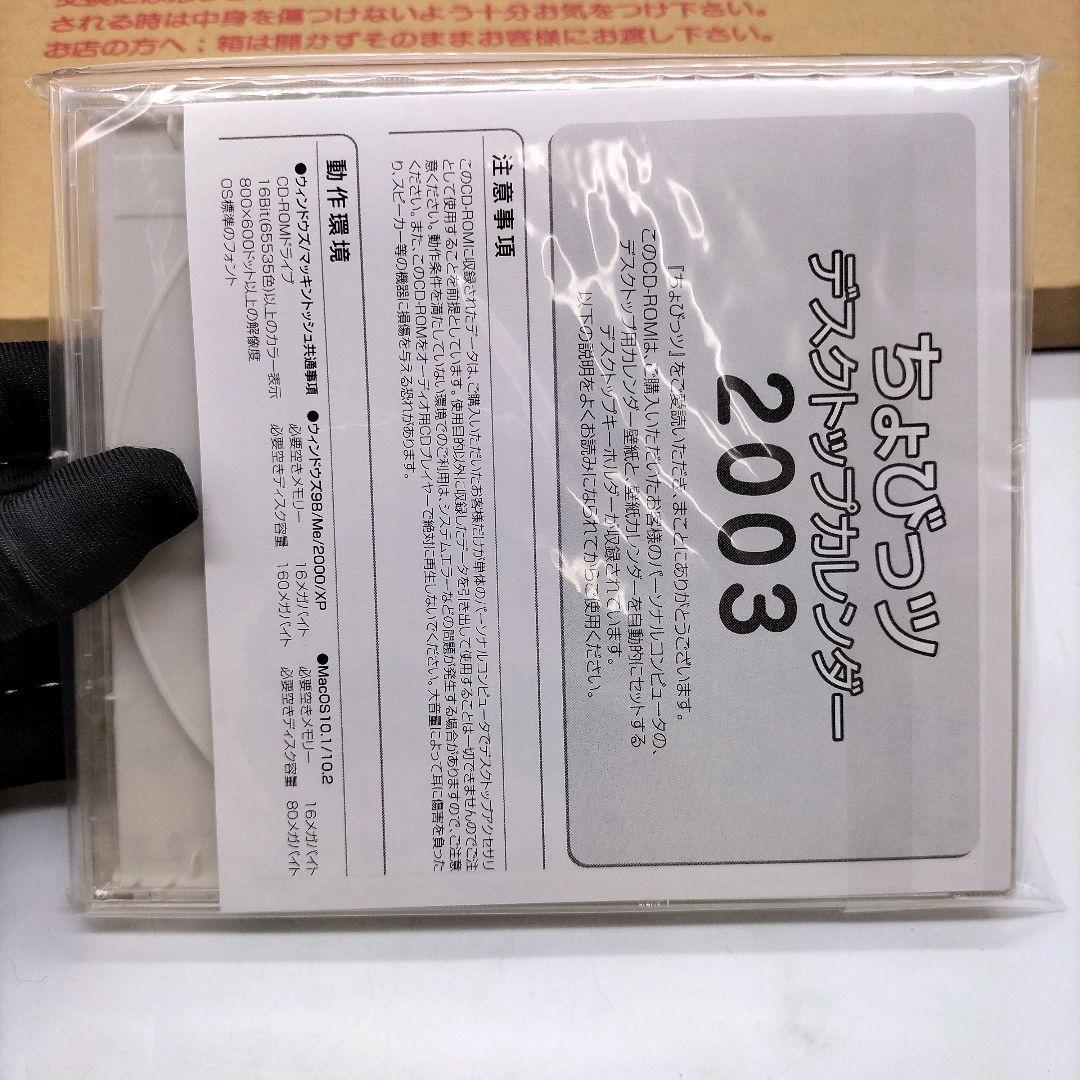 される時は中身を傷つけないよう十分お気をつけ下さい。
お店の方へ：箱は開かずそのままお客様にお渡し下さい。
ちょびっツ
デスクトップカレンダー
2003
『ちょびっツ』をご愛読いただき、まことにありがとうございます。
このCD-ROMは、ご購入いただいたお客様のパーソナルコンピュータの、
デスクトップ用カレンダー壁紙と壁紙カレンダーを自動的にセットする
デスクトップキーホルダーが収録されています。
以下の説明をよくお読みになられてからご使用ください。
注意事項
このCD-ROMに収録されたデータは、ご購入いただいたお客様だけが単体のパーソナルコンピュータでデスクトップアクセサリ
として使用することを前提としています。使用目的以外に収録したデータを引き出して使用することは一切できませんのでご注
意ください。動作条件を満たしていない環境でのご利用は、システムエラーなどの問題が発生する場合がありますので、ご注意
ください。また、このCD-ROMをオーディオ用CDプレイヤーで絶対に再生しないでください。大音量によって耳に傷害を負った
り、スピーカー等の機器に損傷を与える恐れがあります。
動作環境
●ウィンドウズ/マッキントッシュ共通事項
CD-ROMドライブ
16Bit(65535色)以上のカラー表示
800×600ドット以上の解像度
OS標準のフォント
●ウィンドウズ98/Me/2000/XP
必要空きメモリー 16メガバイト
必要空きディスク容量 160メガバイト
●MacOS10.1/10.2
必要空きメモリー 16メガバイト
必要空きディスク容量 80メガバイト